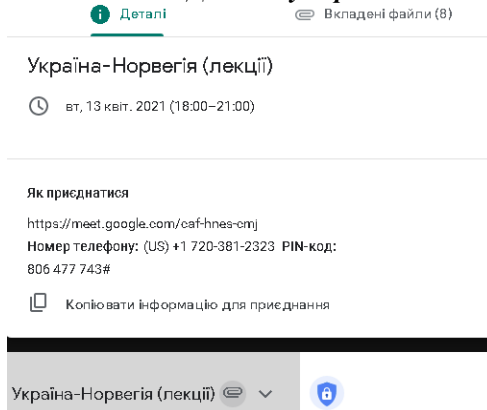 Деталі Вкладені файли (8)
Україна-Норвегія (лекції)
вт, 13 квіт. 2021 (18:00–21:00)
Як приєднатися
https://meet.google.com/caf-hnes-cmj
Номер телефону: (US) +1 720-381-2323 PIN-код:
806 477 743#
Копіювати інформацію для приєднання
Україна-Норвегія (лекції)